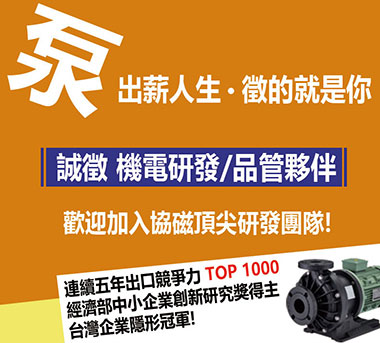 泵 出薪人生·徵的就是你
誠徵 機電研發/品管夥伴
歡迎加入協磁頂尖研發團隊!
連續五年出口競爭力 TOP 1000
經濟部中小企業創新研究獎得主
台灣企業隱形冠軍!